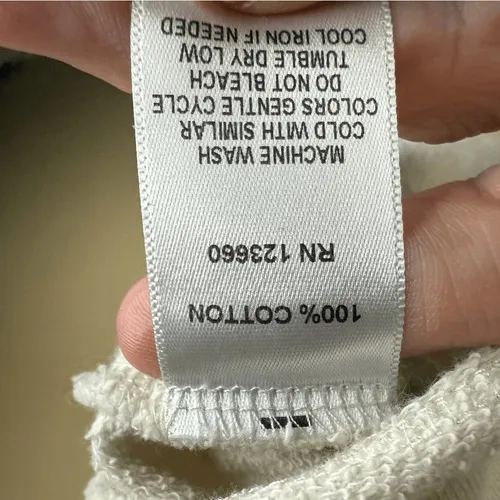 100% COTTON
RN 123660
MACHINE WASH
COLD WITH SIMILAR
COLORS GENTLE CYCLE
DO NOT BLEACH
TUMBLE DRY LOW
COOL IRON IF NEEDED